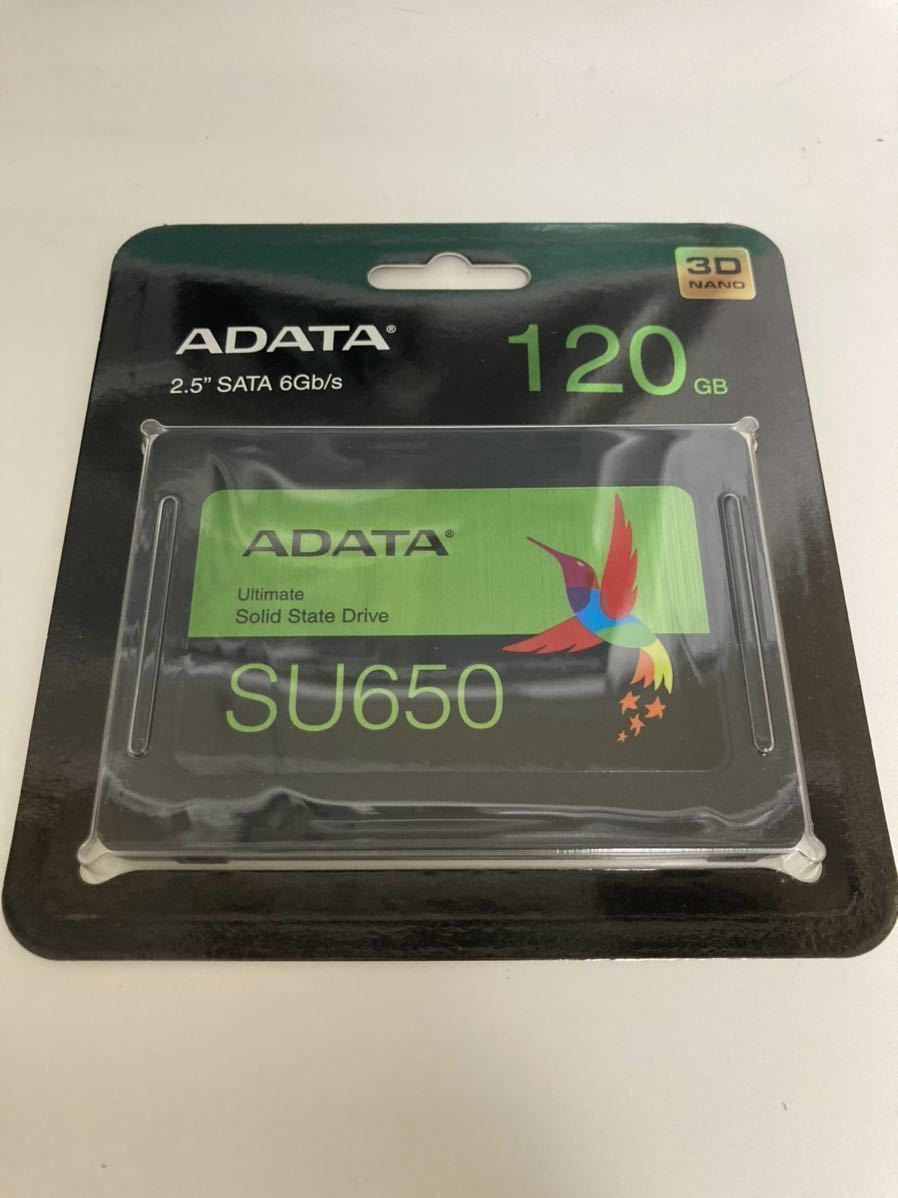 3D
NAND
ADATA®
120 GB
2.5” SATA 6Gb/s
ADATA®
Ultimate
Solid State Drive
SU650